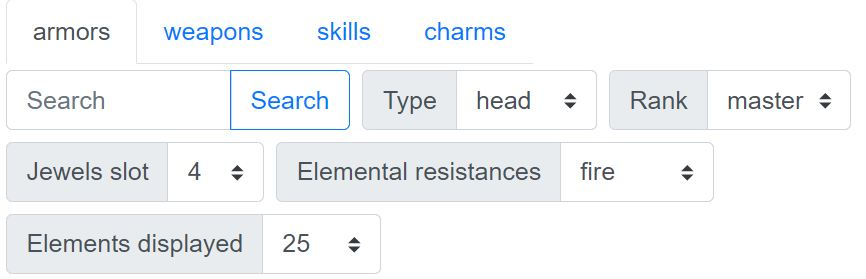 armors weapons skills charms
Search Search Type head Rank master
Jewels slot 4 Elemental resistances fire
Elements displayed 25